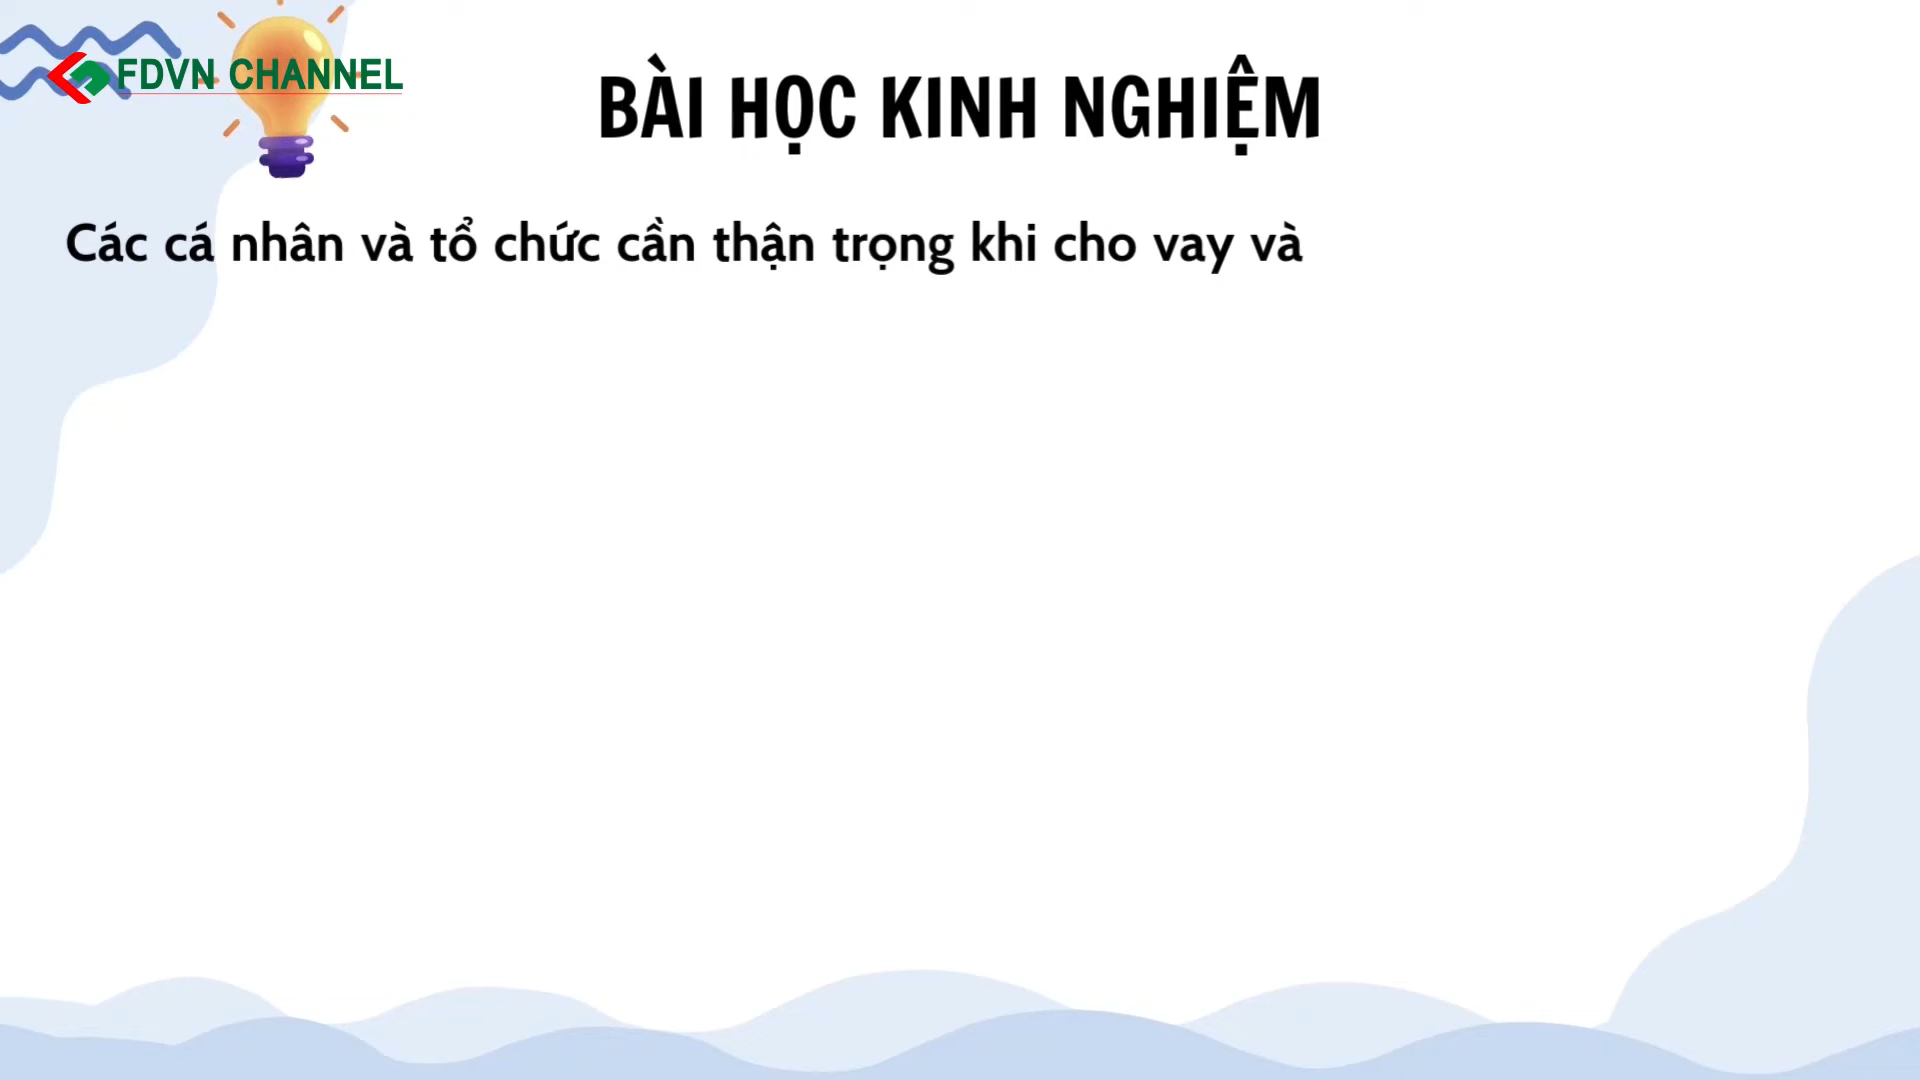 FDVN CHANNEL
BÀI HỌC KINH NGHIỆM
Các cá nhân và tổ chức cần thận trọng khi cho vay và